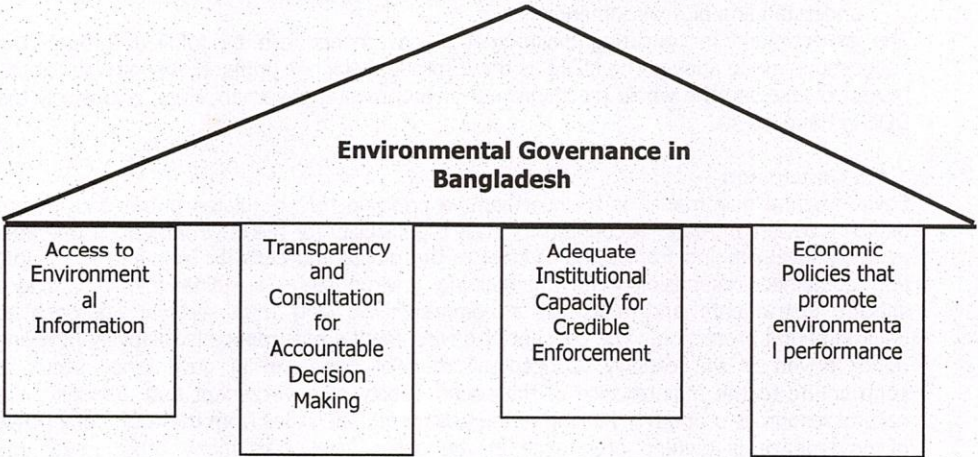 Environmental Governance in
Bangladesh
Access to
Environment
al
Information
Transparency
and
Consultation
for
Accountable
Decision
Making
Adequate
Institutional
Capacity for
Credible
Enforcement
Economic
Policies that
promote
environmenta
l performance